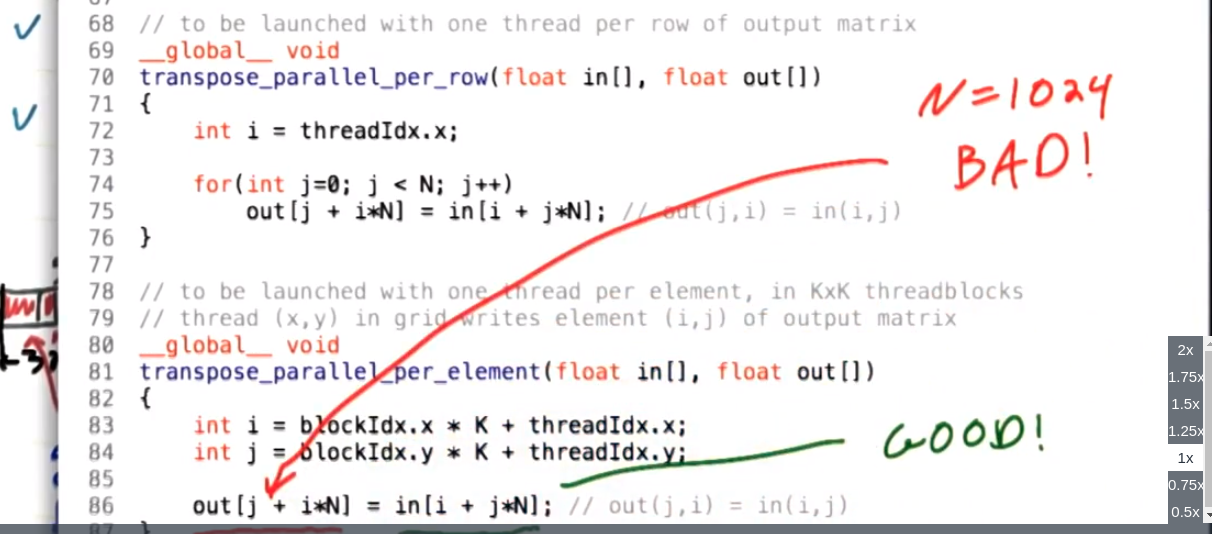 68 // to be launched with one thread per row of output matrix
69 __global__ void
70 transpose_parallel_per_row(float in[], float out[])
71 {
72 int i = threadIdx.x;
73
74 for(int j=0; j < N; j++)
75 out[j + i*N] = in[i + j*N]; // out(j,i) = in(i,j)
76 }
77
78 // to be launched with one thread per element, in KxK threadblocks
79 // thread (x,y) in grid writes element (i,j) of output matrix
80 __global__ void
81 transpose_parallel_per_element(float in[], float out[])
82 {
83 int i = blockIdx.x * K + threadIdx.x;
84 int j = blockIdx.y * K + threadIdx.y;
85
86 out[j + i*N] = in[i + j*N]; // out(j,i) = in(i,j)
87 }
N=1024
BAD!
GOOD!
2x
1.75x
1.5x
1.25x
1x
0.75x
0.5x